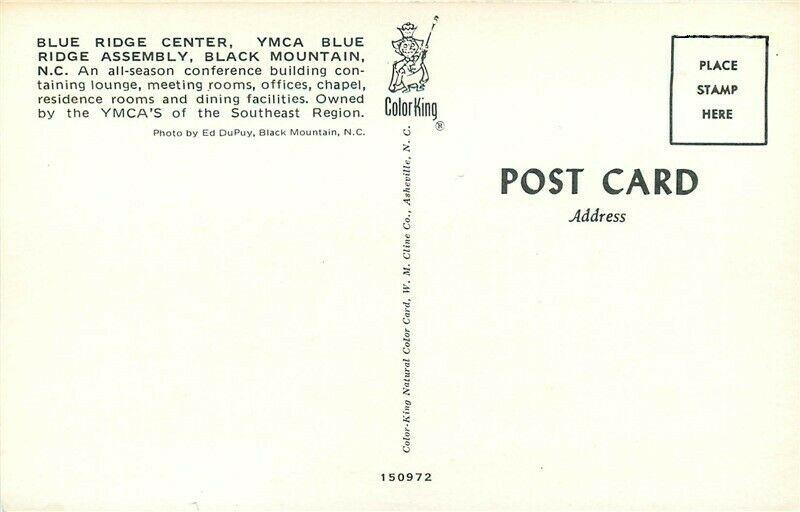 BLUE RIDGE CENTER, YMCA BLUE
RIDGE ASSEMBLY, BLACK MOUNTAIN,
N.C. An all-season conference building con-
taining lounge, meeting rooms, offices, chapel,
residence rooms and dining facilities. Owned
by the YMCA'S of the Southeast Region.
Photo by Ed DuPuy, Black Mountain, N.C.
ColorKing®
Color-King Natural Color Card, W. M. Cline Co., Asheville, N. C.
150972
PLACE
STAMP
HERE
POST CARD
Address